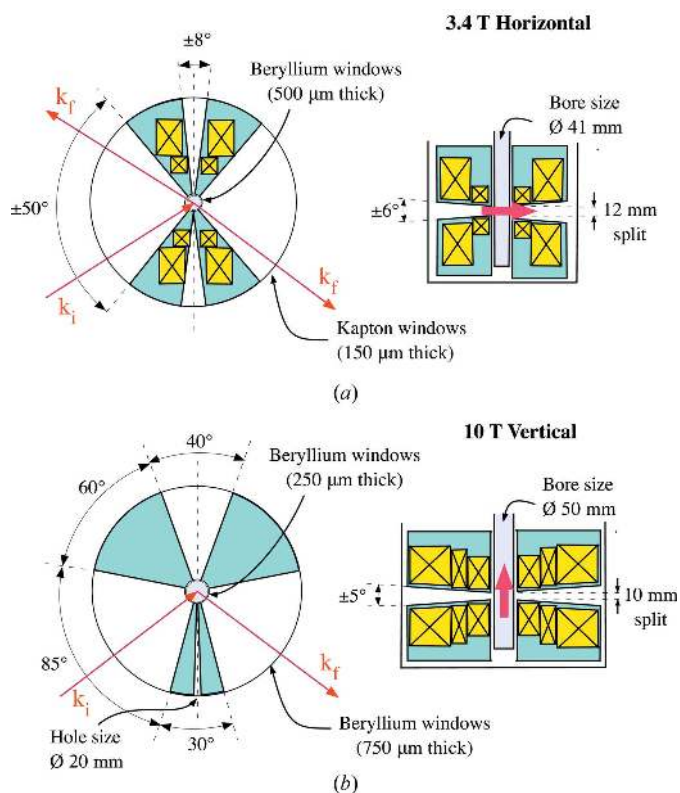 3.4 T Horizontal
±8°
Beryllium windows
(500 μm thick)
k_f
Bore size
Ø 41 mm
±50°
±6°
12 mm
split
k_i
k_f
Kapton windows
(150 μm thick)
(a)
10 T Vertical
40°
Beryllium windows
(250 μm thick)
60°
Bore size
Ø 50 mm
±5°
10 mm
split
85°
k_i
k_f
Hole size
Ø 20 mm
30°
Beryllium windows
(750 μm thick)
(b)